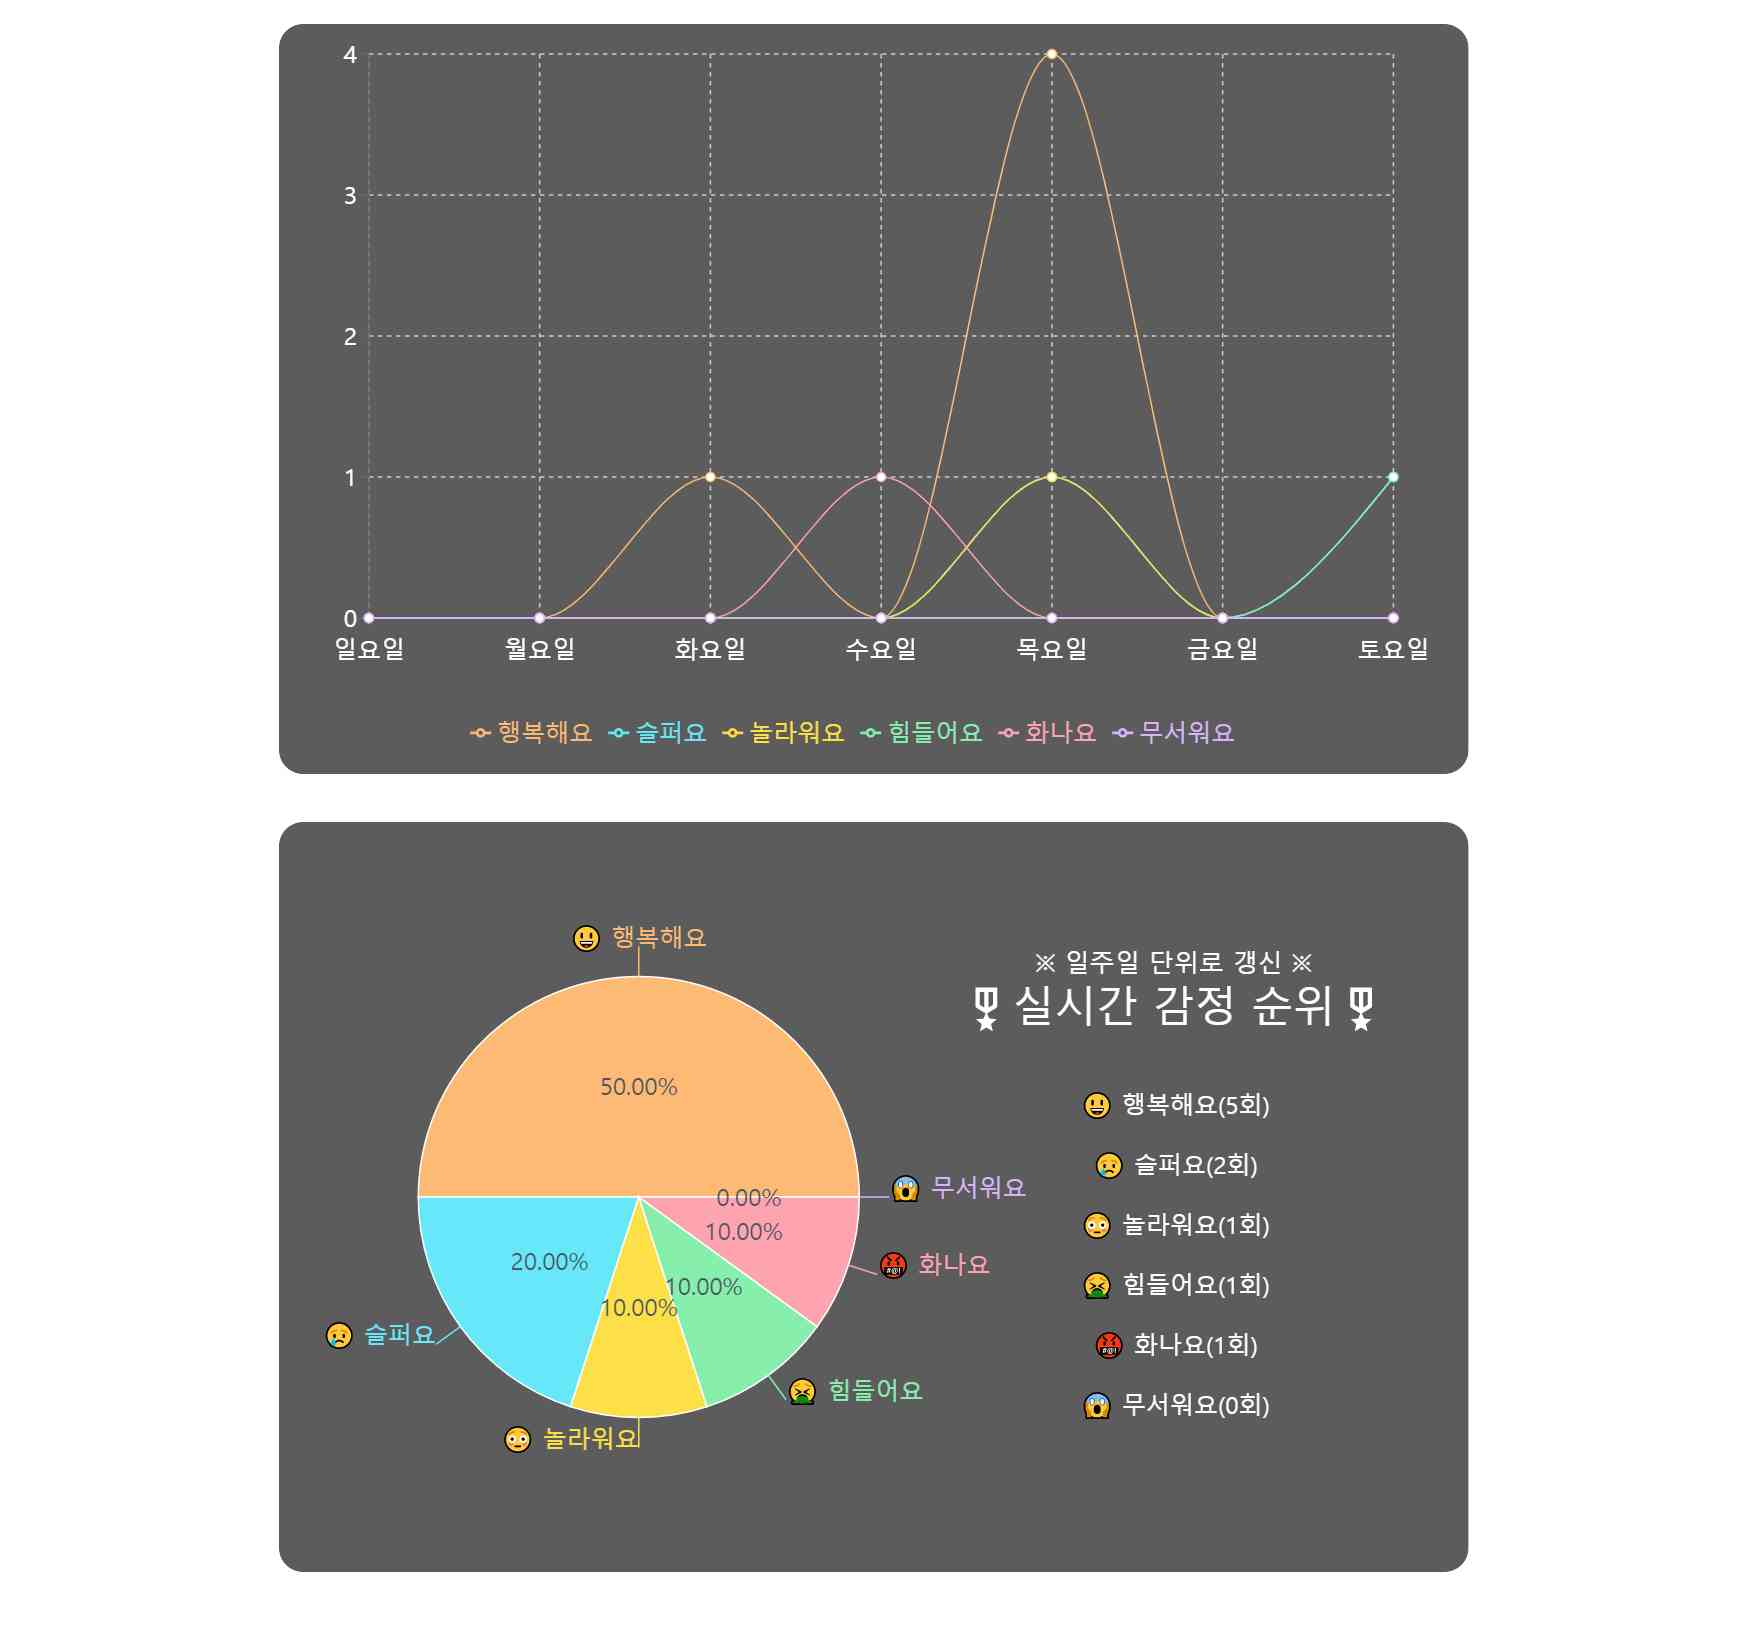 4
3
2
1
0
일요일 월요일 화요일 수요일 목요일 금요일 토요일
행복해요 슬퍼요 놀라워요 힘들어요 화나요 무서워요
행복해요
50.00%
무서워요
0.00%
10.00%
화나요
20.00%
10.00%
10.00%
슬퍼요
힘들어요
놀라워요
※ 일주일 단위로 갱신 ※
실시간 감정 순위
행복해요(5회)
슬퍼요(2회)
놀라워요(1회)
힘들어요(1회)
화나요(1회)
무서워요(0회)